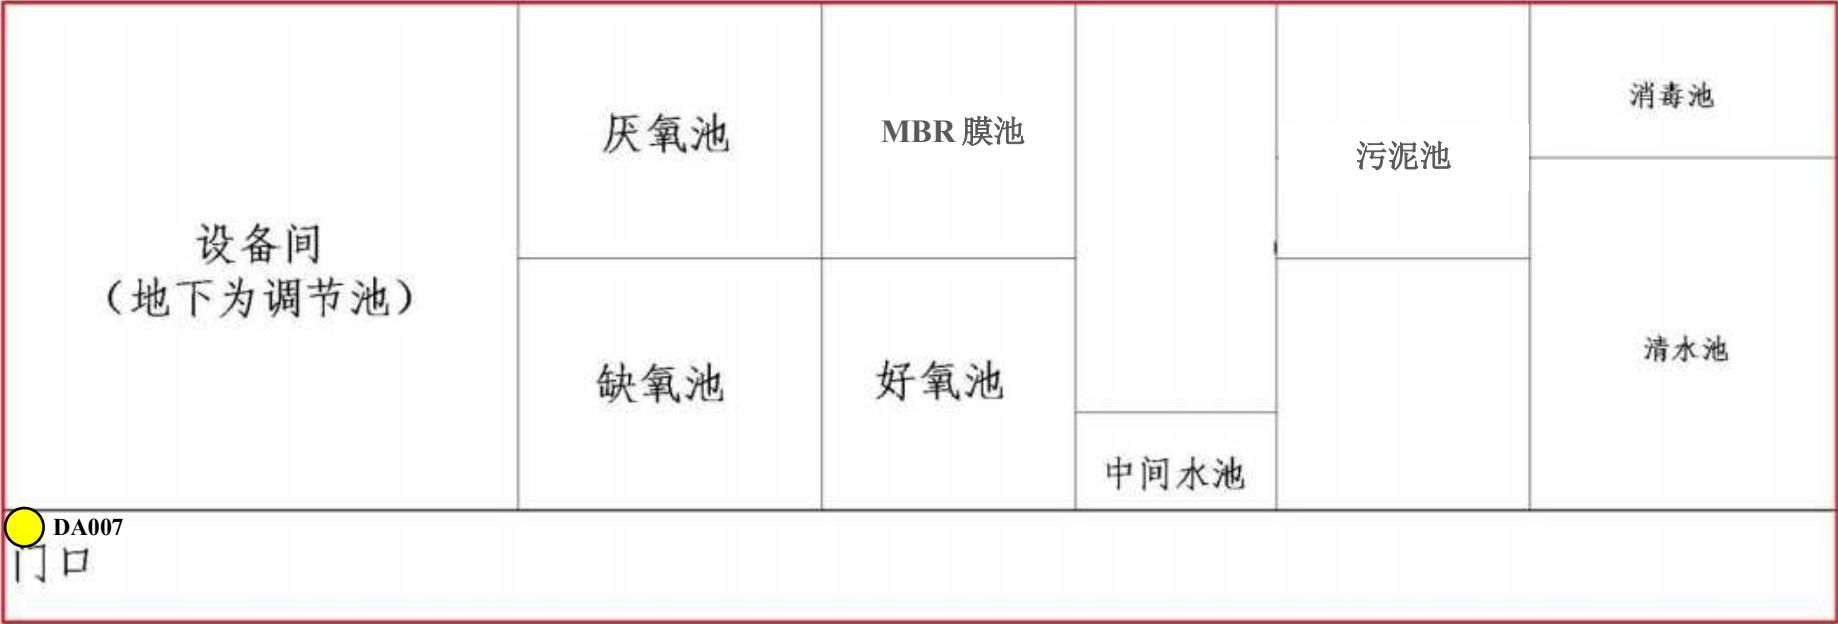 厌氧池
MBR 膜池
污泥池
消毒池
设备间
（地下为调节池）
缺氧池
好氧池
中间水池
清水池
DA007
门口